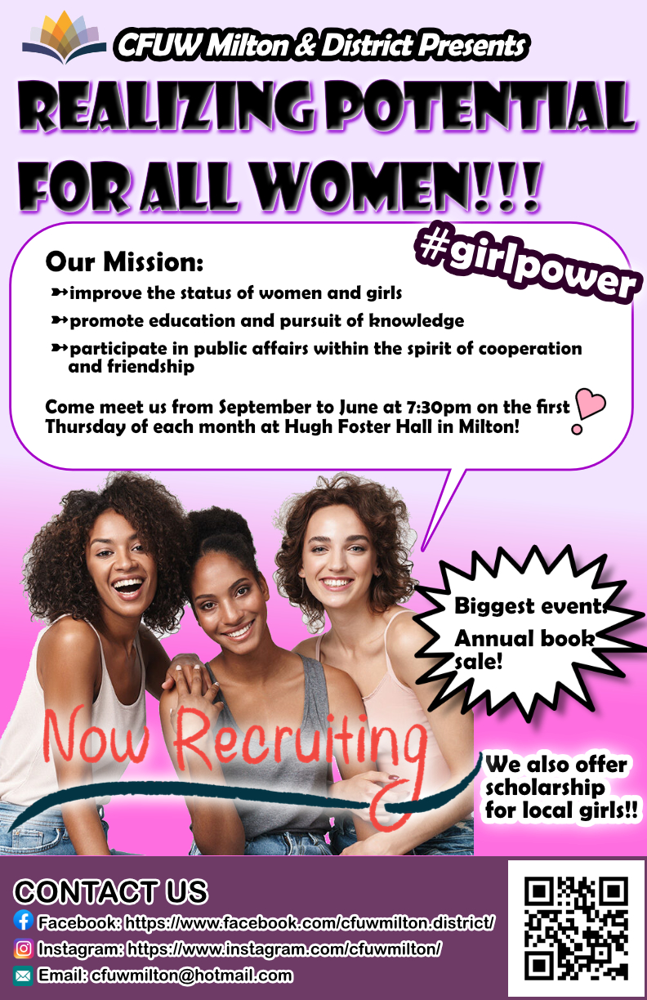 CFUW Milton & District Presents
REALIZING POTENTIAL
FOR ALL WOMEN!!!
#girlpower
Our Mission:
➳improve the status of women and girls
➳promote education and pursuit of knowledge
➳participate in public affairs within the spirit of cooperation
and friendship
Come meet us from September to June at 7:30pm on the first
Thursday of each month at Hugh Foster Hall in Milton!
Biggest event:
Annual book
sale!
Now Recruiting
We also offer
scholarship
for local girls!!
CONTACT US
Facebook: https://www.facebook.com/cfuwmilton.district/
Instagram: https://www.instagram.com/cfuwmilton/
Email: cfuwmilton@hotmail.com